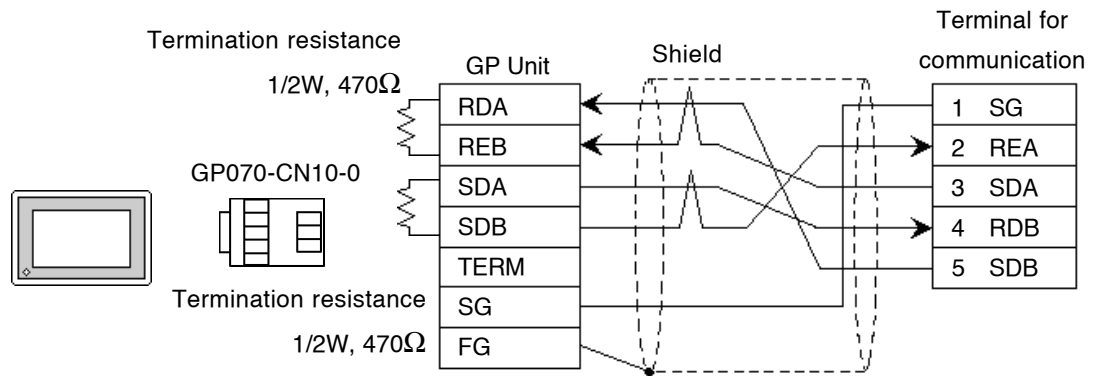 Termination resistance
1/2W, 470Ω
GP070-CN10-0
Termination resistance
1/2W, 470Ω
GP Unit
RDA
REB
SDA
SDB
TERM
SG
FG
Shield
Terminal for
communication
1 SG
2 REA
3 SDA
4 RDB
5 SDB